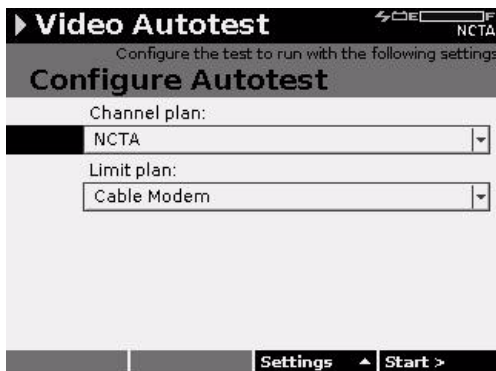 Video Autotest
E F
NCTA
Configure the test to run with the following settings
Configure Autotest
Channel plan:
NCTA
Limit plan:
Cable Modem
Settings
Start >